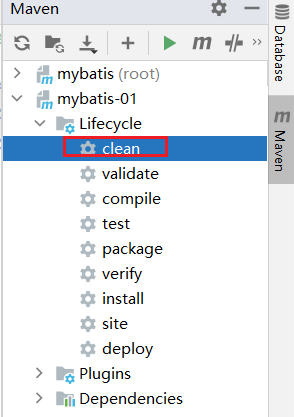 Maven
mybatis (root)
mybatis-01
Lifecycle
clean
validate
compile
test
package
verify
install
site
deploy
Plugins
Dependencies
Database
m Maven